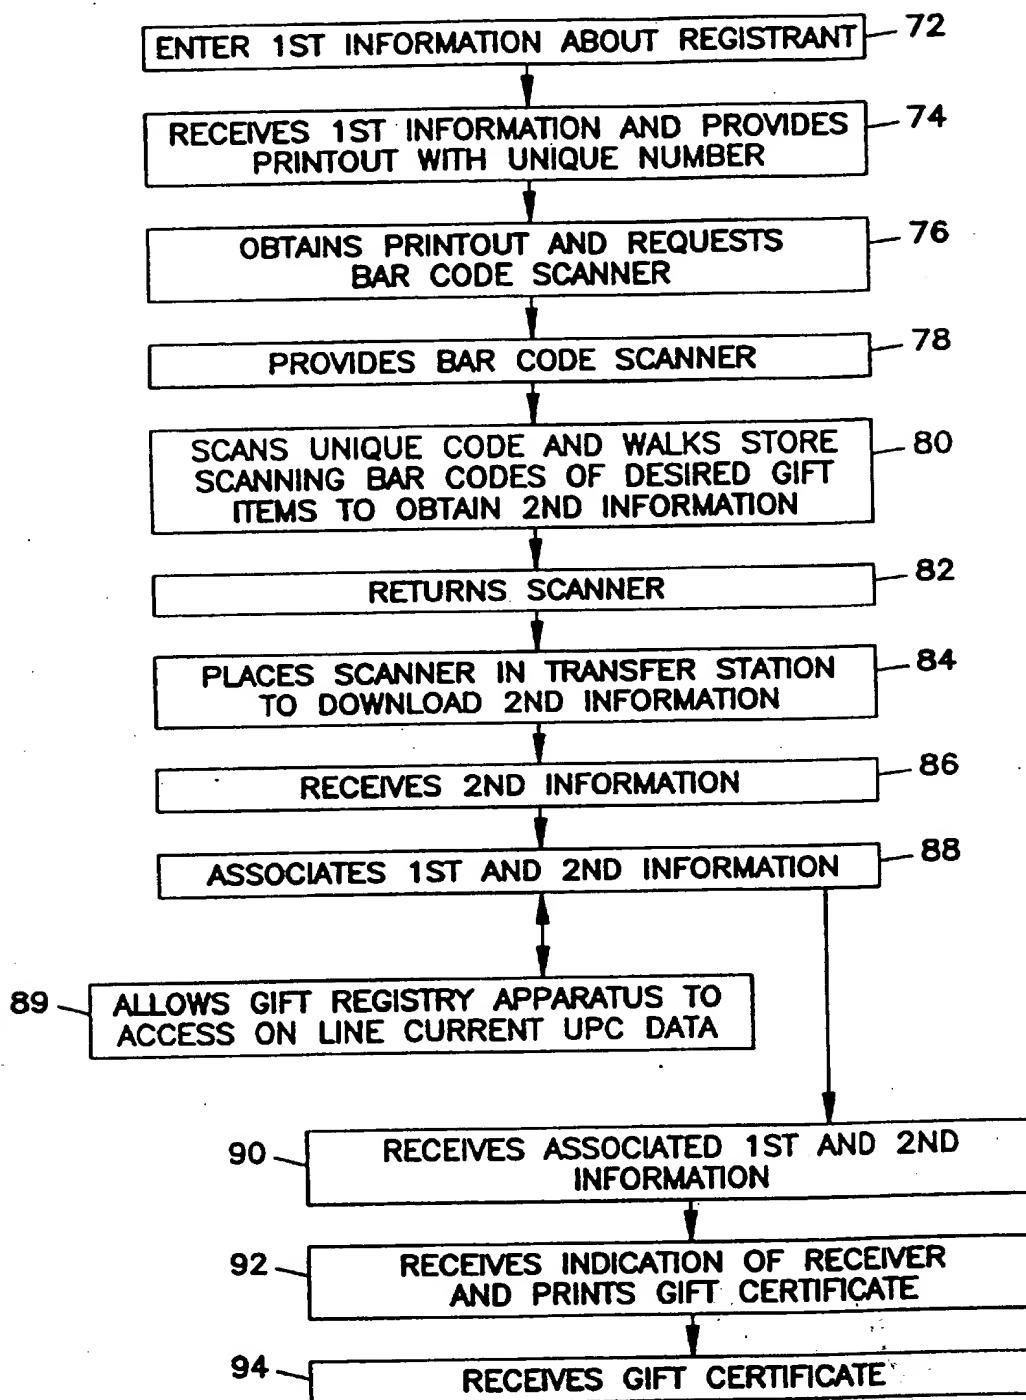 ENTER 1ST INFORMATION ABOUT REGISTRANT
72
RECEIVES 1ST INFORMATION AND PROVIDES
PRINTOUT WITH UNIQUE NUMBER
74
OBTAINS PRINTOUT AND REQUESTS
BAR CODE SCANNER
76
PROVIDES BAR CODE SCANNER
78
SCANS UNIQUE CODE AND WALKS STORE
SCANNING BAR CODES OF DESIRED GIFT
ITEMS TO OBTAIN 2ND INFORMATION
80
RETURNS SCANNER
82
PLACES SCANNER IN TRANSFER STATION
TO DOWNLOAD 2ND INFORMATION
84
RECEIVES 2ND INFORMATION
86
ASSOCIATES 1ST AND 2ND INFORMATION
88
89
ALLOWS GIFT REGISTRY APPARATUS TO
ACCESS ON LINE CURRENT UPC DATA
90
RECEIVES ASSOCIATED 1ST AND 2ND
INFORMATION
92
RECEIVES INDICATION OF RECEIVER
AND PRINTS GIFT CERTIFICATE
94
RECEIVES GIFT CERTIFICATE